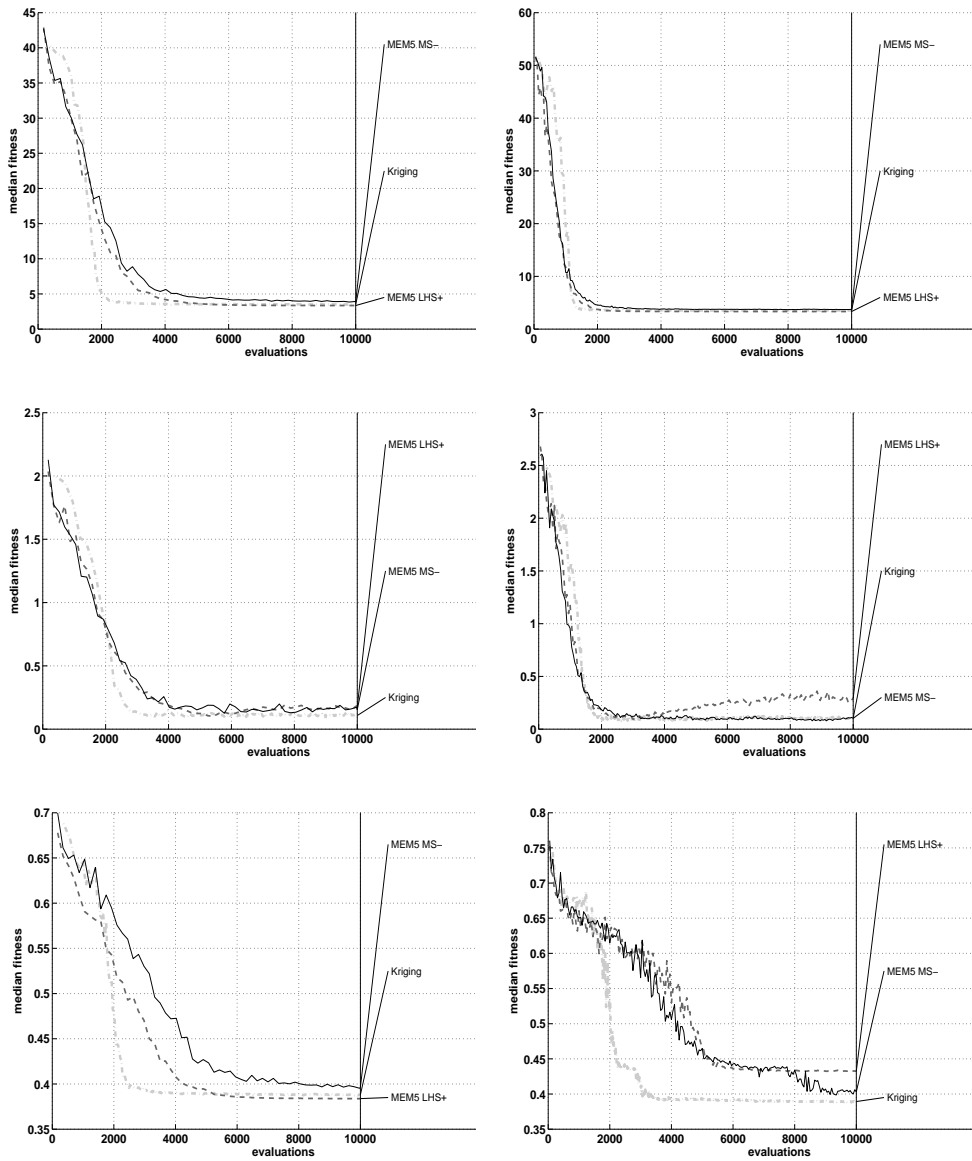 45
40
35
30
25
20
15
10
5
0
median fitness
0 2000 4000 6000 8000 10000
evaluations
MEM5 MS−
Kriging
MEM5 LHS+
60
50
40
30
20
10
0
median fitness
0 2000 4000 6000 8000 10000
evaluations
MEM5 MS−
Kriging
MEM5 LHS+
2.5
2
1.5
1
0.5
0
median fitness
0 2000 4000 6000 8000 10000
evaluations
MEM5 LHS+
MEM5 MS−
Kriging
3
2.5
2
1.5
1
0.5
0
median fitness
0 2000 4000 6000 8000 10000
evaluations
MEM5 LHS+
Kriging
MEM5 MS−
0.7
0.65
0.6
0.55
0.5
0.45
0.4
0.35
median fitness
0 2000 4000 6000 8000 10000
evaluations
MEM5 MS−
Kriging
MEM5 LHS+
0.8
0.75
0.7
0.65
0.6
0.55
0.5
0.45
0.4
0.35
median fitness
0 2000 4000 6000 8000 10000
evaluations
MEM5 LHS+
MEM5 MS−
Kriging